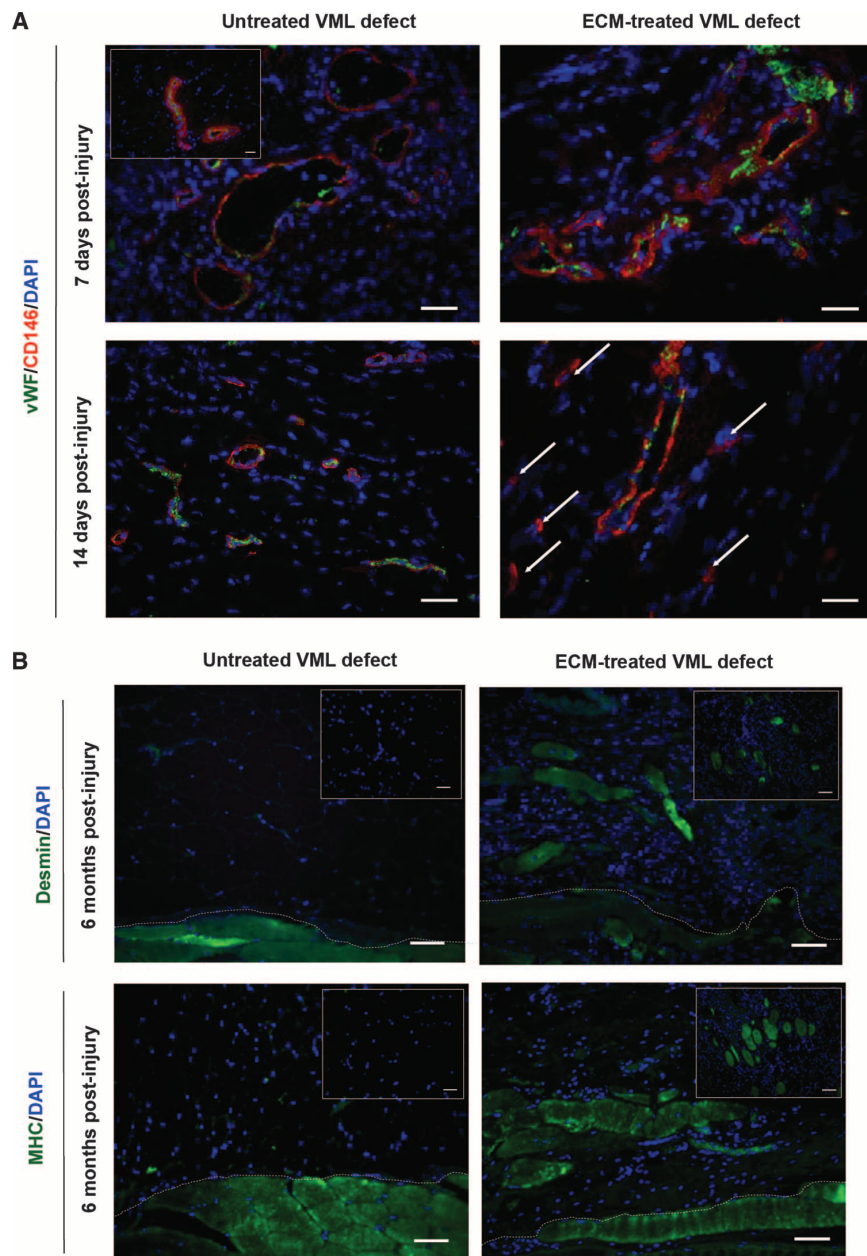 A
Untreated VML defect
ECM-treated VML defect
vWF/CD146/DAPI
7 days post-injury
14 days post-injury
B
Untreated VML defect
ECM-treated VML defect
Desmin/DAPI
6 months post-injury
MHC/DAPI
6 months post-injury